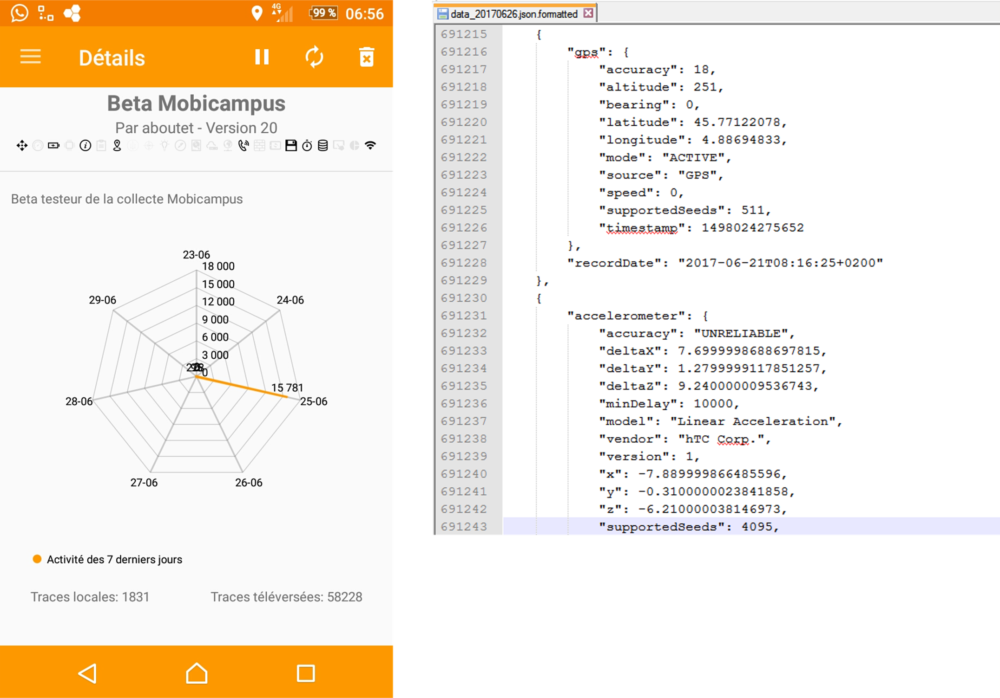 4G
99 %
06:56
Détails
Beta Mobicampus
Par aboutet - Version 20
Beta testeur de la collecte Mobicampus
23-06
18 000
15 000
29-06
24-06
12 000
9 000
6 000
3 000
0
15 781
28-06
25-06
27-06
26-06
Activité des 7 derniers jours
Traces locales: 1831
Traces téléversées: 58228
data_20170626.json.formatted
691215 {
691216 "gps": {
691217 "accuracy": 18,
691218 "altitude": 251,
691219 "bearing": 0,
691220 "latitude": 45.77122078,
691221 "longitude": 4.88694833,
691222 "mode": "ACTIVE",
691223 "source": "GPS",
691224 "speed": 0,
691225 "supportedSeeds": 511,
691226 "timestamp": 1498024275652
691227 },
691228 "recordDate": "2017-06-21T08:16:25+0200"
691229 },
691230 {
691231 "accelerometer": {
691232 "accuracy": "UNRELIABLE",
691233 "deltaX": 7.6999998688697815,
691234 "deltaY": 1.2799999117851257,
691235 "deltaZ": 9.240000009536743,
691236 "minDelay": 10000,
691237 "model": "Linear Acceleration",
691238 "vendor": "hTC Corp.",
691239 "version": 1,
691240 "x": -7.889999866485596,
691241 "y": -0.3100000023841858,
691242 "z": -6.210000038146973,
691243 "supportedSeeds": 4095,